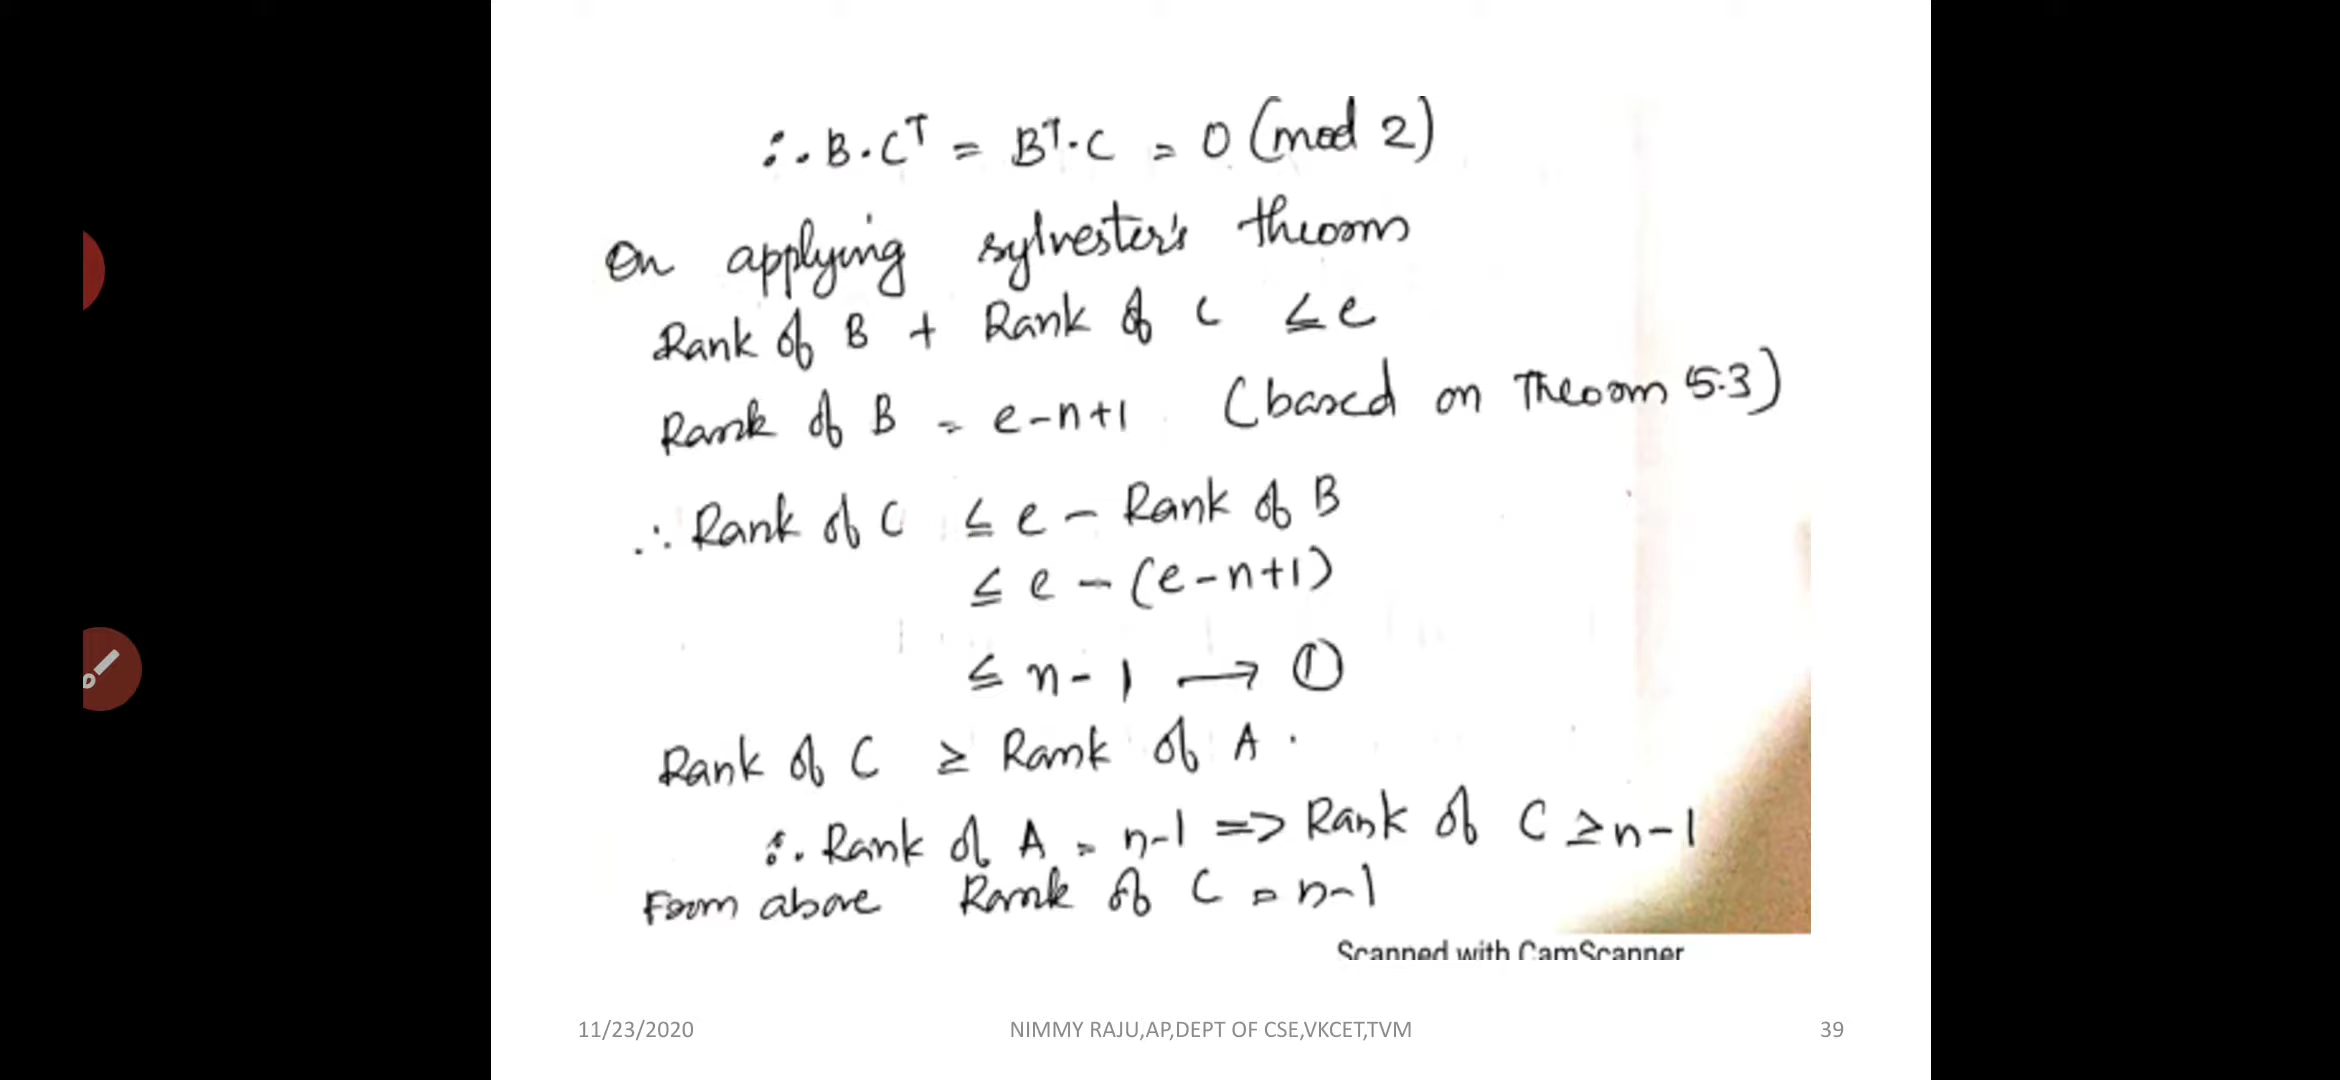 ∴ B.Cᵀ = Bᵀ.C = 0 (mod 2)
On applying sylvester's theorm
Rank of B + Rank of C ≤ e
Rank of B = e-n+1 (based on Theorm 5.3)
∴ Rank of C ≤ e - Rank of B
≤ e - (e-n+1)
≤ n-1 → ①
Rank of C ≥ Rank of A.
∴ Rank of A = n-1 => Rank of C ≥ n-1
From above Rank of C = n-1
Scanned with CamScanner
11/23/2020 NIMMY RAJU,AP,DEPT OF CSE,VKCET,TVM 39